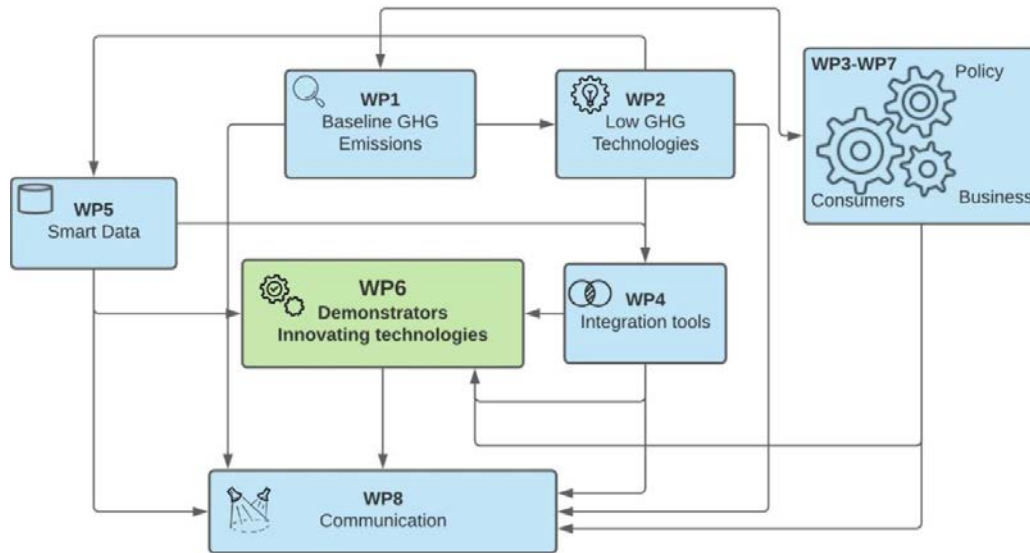 WP1
Baseline GHG
Emissions
WP2
Low GHG
Technologies
WP3-WP7
Policy
Consumers
Business
WP5
Smart Data
WP6
Demonstrators
Innovating technologies
WP4
Integration tools
WP8
Communication